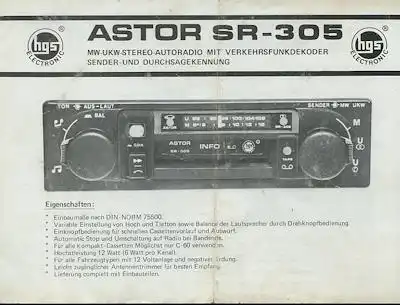 ASTOR SR-305
hgs
ELECTRONIC
hgs
ELECTRONIC
MW-UKW-STEREO-AUTORADIO MIT VERKEHRSFUNKDEKODER
SENDER-UND DURCHSAGEKENNUNG
TON AUS-LAUT
BAL
SENDER MW UKW
M
U
U
ASTOR
SR-305
INFO
TAPE
Eigenschaften:
* Einbaumaße nach DIN-NORM 75500.
* Variable Einstellung von Hoch und Tiefton sowie Balance der Lautsprecher durch Drehknopfbedienung.
* Einknopfbedienung für schnellen Cassettenvorlauf und Auswurf.
* Automatic Stop und Umschaltung auf Radio bei Bandende.
* Für alle Kompakt-Cassetten Möglichst nur C-60 verwenden.
* Höchstleistung 12 Watt (6 Watt pro Kanal).
* Für alle Fahrzeugtypen mit 12 Voltanlage und negativer Erdung.
* Leicht zugänglicher Antennentrimmer für besten Empfang.
* Lieferung complett mit Einbauteilen.